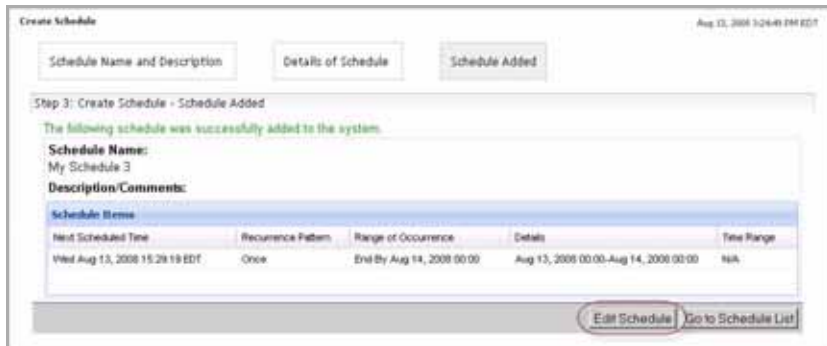 Create Schedule
Aug 13, 2008 3:26:49 PM EDT
Schedule Name and Description
Details of Schedule
Schedule Added
Step 3: Create Schedule - Schedule Added
The following schedule was successfully added to the system.
Schedule Name:
My Schedule 3
Description/Comments:
Schedule Items
Next Scheduled Time Recurrence Pattern Range of Occurrence Details Time Range
Wed Aug 13, 2008 15:29:19 EDT Once End By Aug 14, 2008 00:00 Aug 13, 2008 00:00-Aug 14, 2008 00:00 N/A
Edit Schedule Go to Schedule List